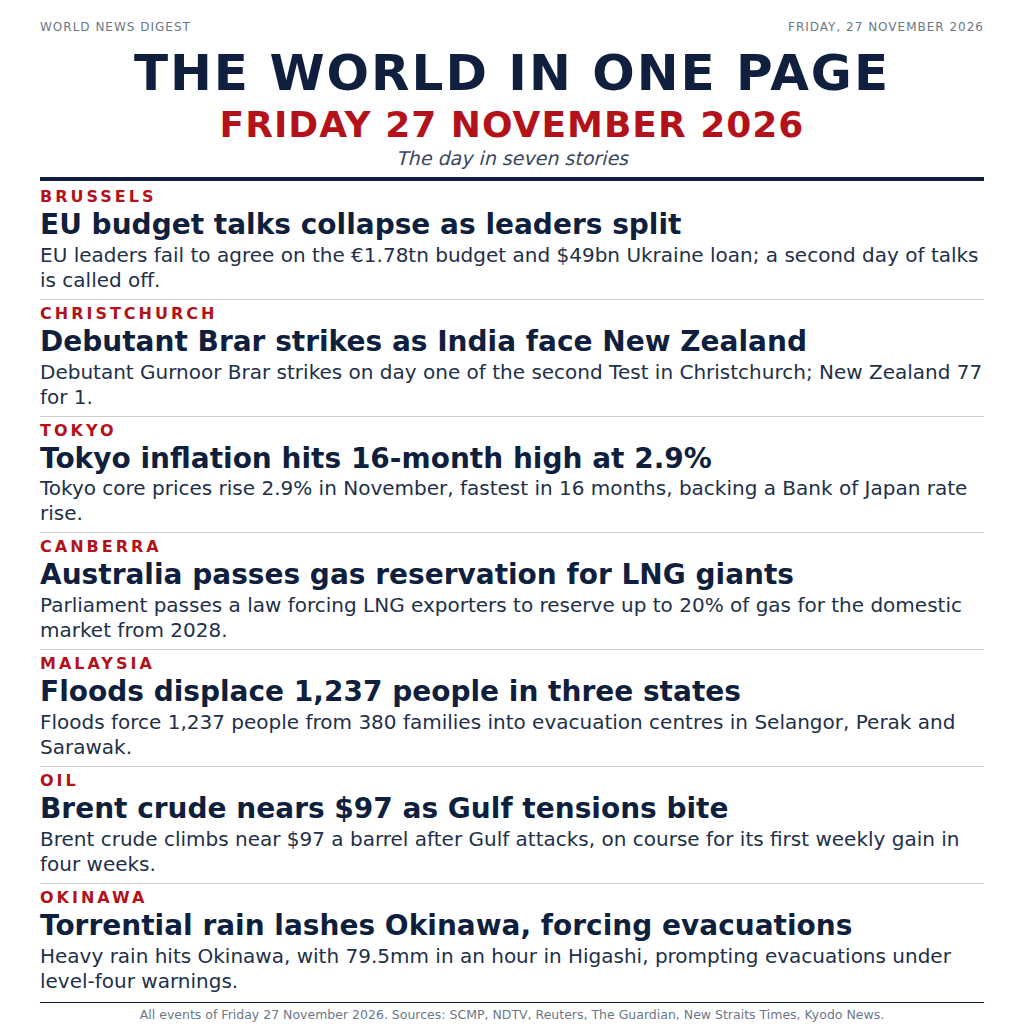 WORLD NEWS DIGEST
FRIDAY, 27 NOVEMBER 2026
THE WORLD IN ONE PAGE
FRIDAY 27 NOVEMBER 2026
The day in seven stories
BRUSSELS
EU budget talks collapse as leaders split
EU leaders fail to agree on the €1.78tn budget and $49bn Ukraine loan; a second day of talks
is called off.
CHRISTCHURCH
Debutant Brar strikes as India face New Zealand
Debutant Gurnoor Brar strikes on day one of the second Test in Christchurch; New Zealand 77
for 1.
TOKYO
Tokyo inflation hits 16-month high at 2.9%
Tokyo core prices rise 2.9% in November, fastest in 16 months, backing a Bank of Japan rate
rise.
CANBERRA
Australia passes gas reservation for LNG giants
Parliament passes a law forcing LNG exporters to reserve up to 20% of gas for the domestic
market from 2028.
MALAYSIA
Floods displace 1,237 people in three states
Floods force 1,237 people from 380 families into evacuation centres in Selangor, Perak and
Sarawak.
OIL
Brent crude nears $97 as Gulf tensions bite
Brent crude climbs near $97 a barrel after Gulf attacks, on course for its first weekly gain in
four weeks.
OKINAWA
Torrential rain lashes Okinawa, forcing evacuations
Heavy rain hits Okinawa, with 79.5mm in an hour in Higashi, prompting evacuations under
level-four warnings.
All events of Friday 27 November 2026. Sources: SCMP, NDTV, Reuters, The Guardian, New Straits Times, Kyodo News.